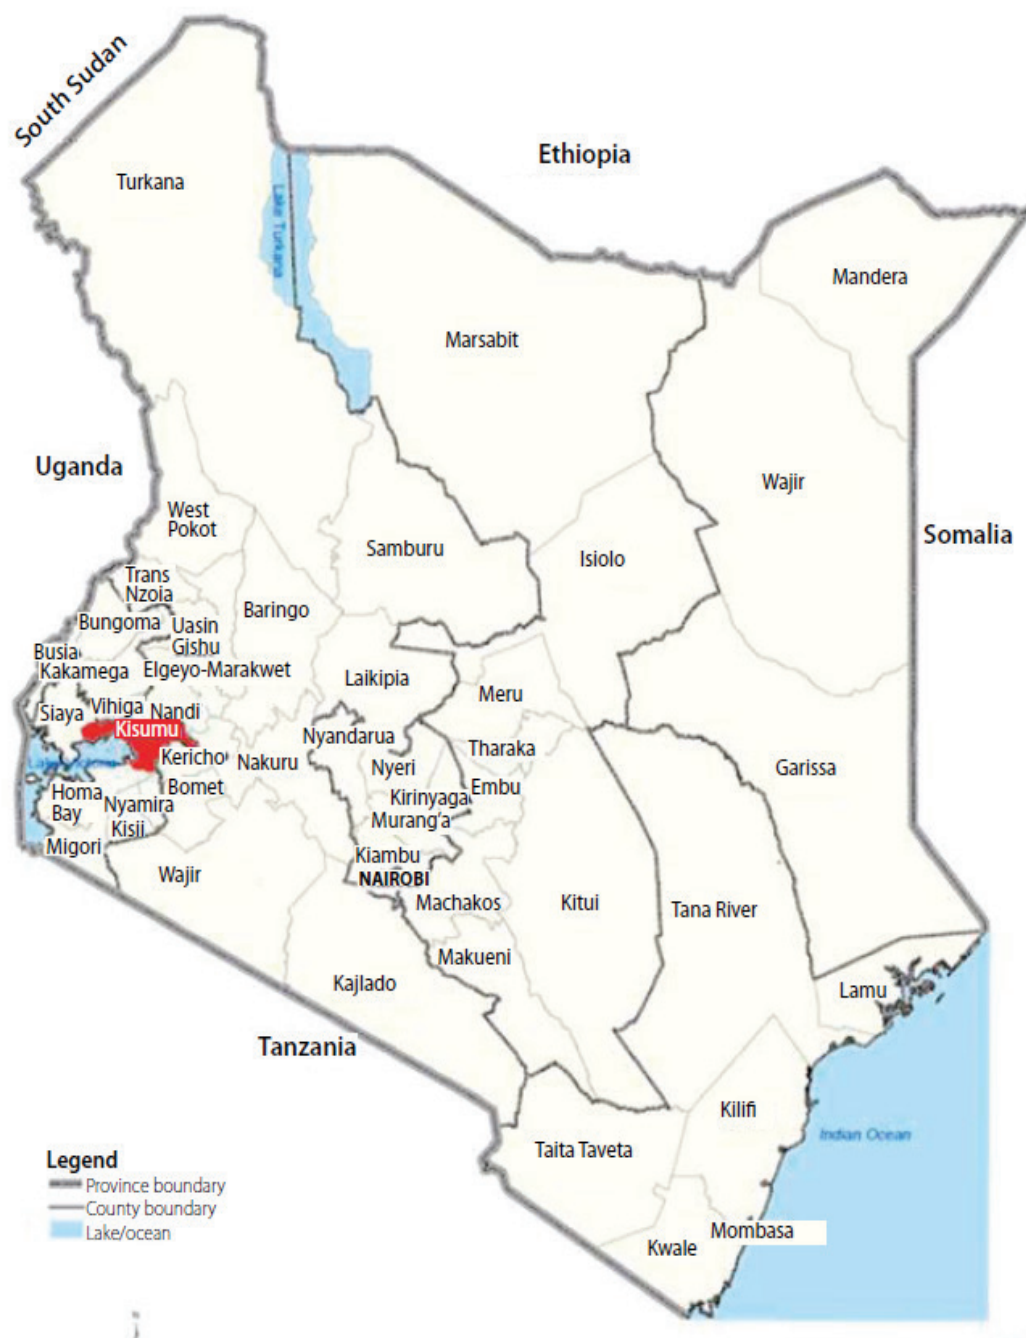 South Sudan
Ethiopia
Turkana
Lake Turkana
Mandera
Marsabit
Uganda
Wajir
West
Pokot
Somalia
Samburu
Isiolo
Trans
Nzoia
Baringo
Bungoma
Uasin
Gishu
Busia
Kakamega
Elgeyo-Marakwet
Laikipia
Meru
Siaya
Vihiga
Nandi
Kisumu
Nyandarua
Tharaka
Kericho
Nakuru
Nyeri
Garissa
Homa
Bay
Bomet
Embu
Nyamira
Kirinyaga
Kisii
Murang'a
Migori
Kiambu
Wajir
NAIROBI
Machakos
Kitui
Tana River
Makueni
Kajlado
Lamu
Tanzania
Kilifi
Indian Ocean
Taita Taveta
Mombasa
Kwale
Legend
Province boundary
County boundary
Lake/ocean